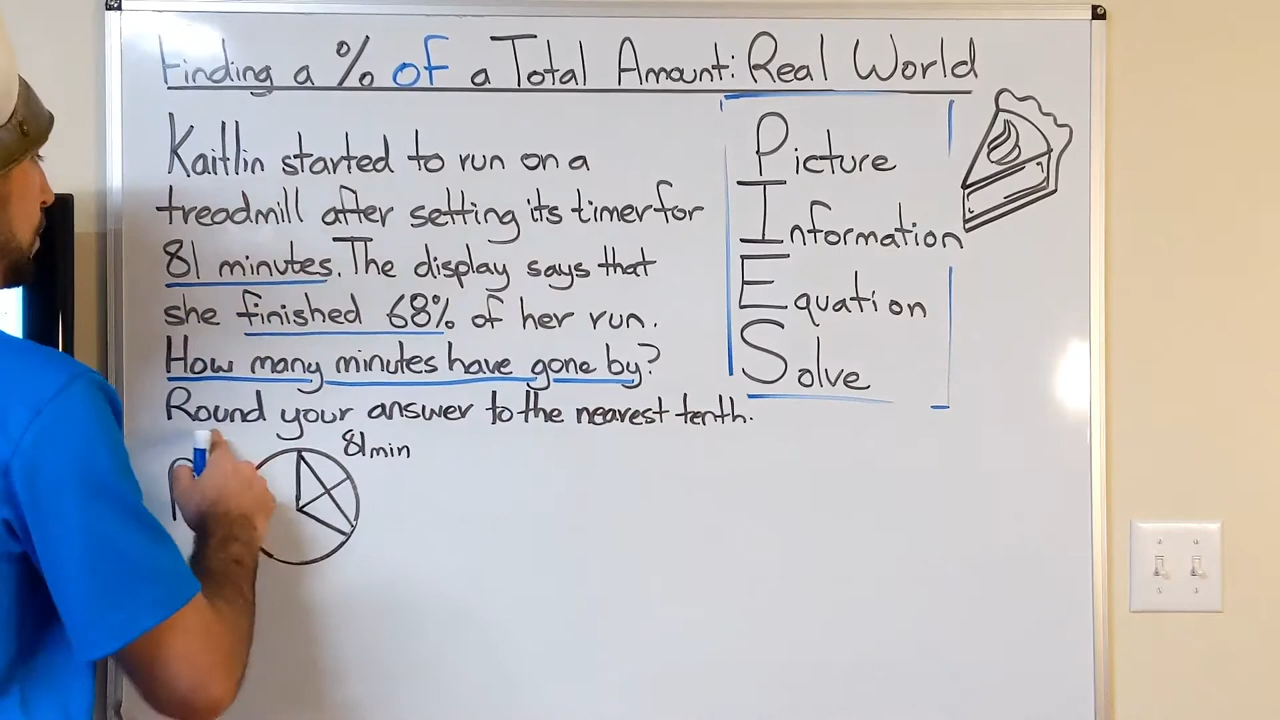 Finding a % of a Total Amount: Real World
Kaitlin started to run on a
treadmill after setting its timer for
81 minutes. The display says that
she finished 68% of her run.
How many minutes have gone by?
Round your answer to the nearest tenth.
Picture
Information
Equation
Solve
P
81min